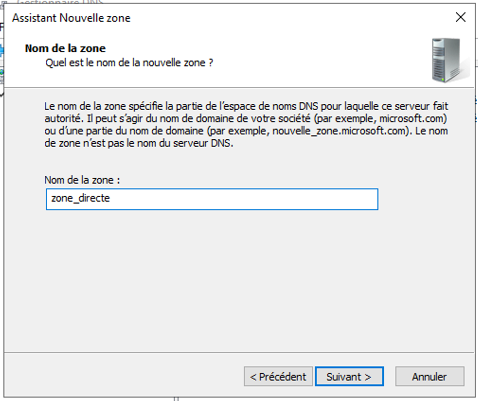 Gestionnaire DNS
Assistant Nouvelle zone
Nom de la zone
Quel est le nom de la nouvelle zone ?
Le nom de la zone spécifie la partie de l'espace de noms DNS pour laquelle ce serveur fait
autorité. Il peut s'agir du nom de domaine de votre société (par exemple, microsoft.com)
ou d'une partie du nom de domaine (par exemple, nouvelle_zone.microsoft.com). Le nom
de zone n'est pas le nom du serveur DNS.
Nom de la zone :
zone_directe
< Précédent
Suivant >
Annuler